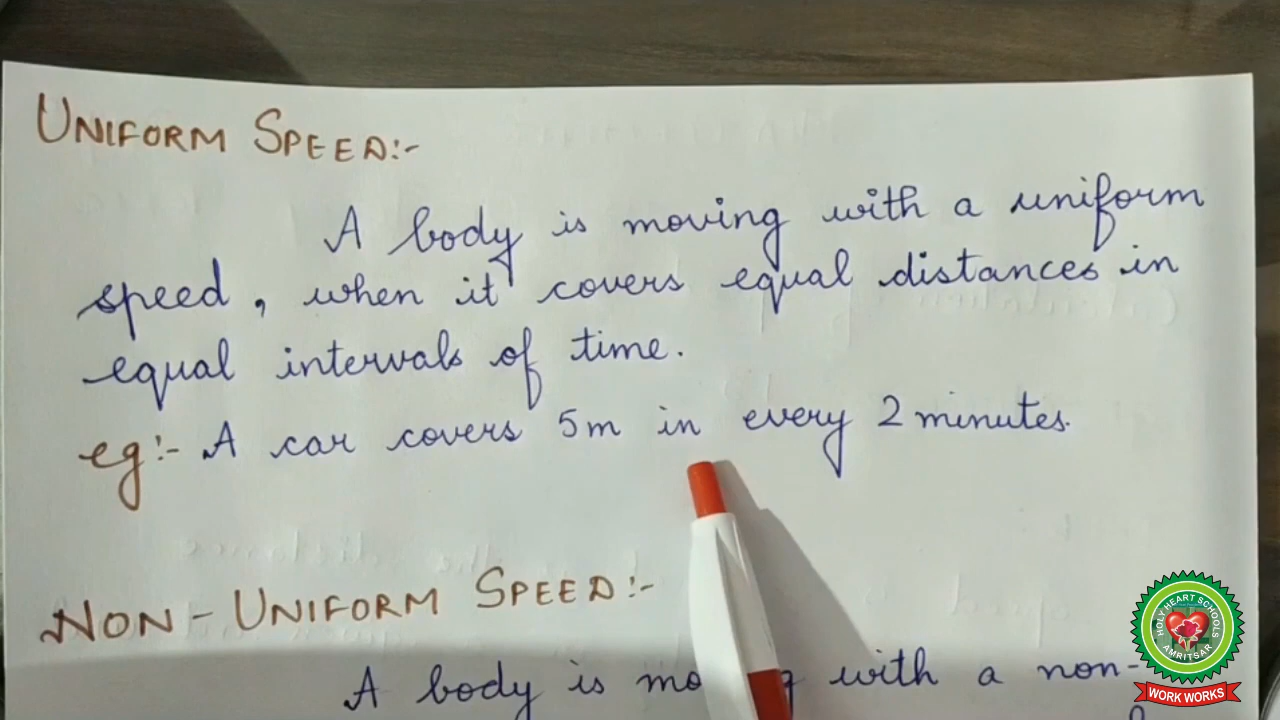 UNIFORM SPEED:-
A body is moving with a uniform
speed, when it covers equal distances in
equal intervals of time.
eg:- A car covers 5m in every 2 minutes.
NON-UNIFORM SPEED:-
A body is with a non-
HOLY HEART SCHOOLS
AMRITSAR
WORK WORKS